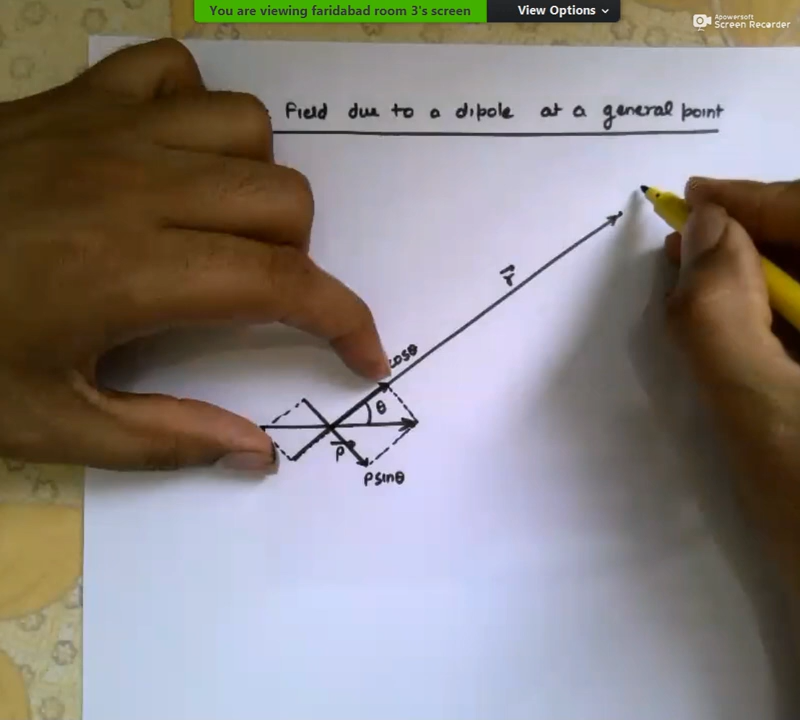 You are viewing faridabad room 3's screen
View Options
Apowersoft
Screen Recorder
Field due to a dipole at a general point
r
cosθ
θ
P
Psinθ